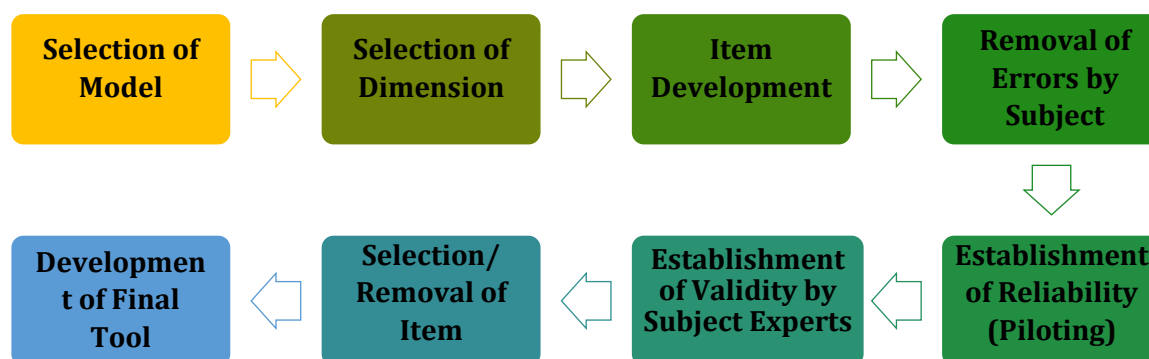 Selection of
Model
Selection of
Dimension
Item
Development
Removal of
Errors by
Subject
Establishment
of Reliability
(Piloting)
Establishment
of Validity by
Subject Experts
Selection/
Removal of
Item
Developmen
t of Final
Tool